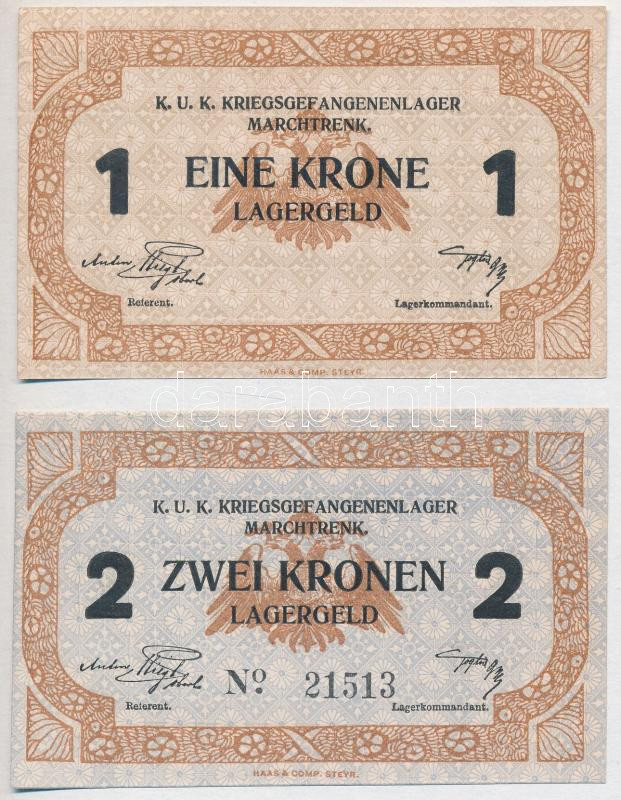 K. U. K. KRIEGSGEFANGENENLAGER
MARCHTRENK.
1 EINE KRONE 1
LAGERGELD
Referent. Lagerkommandant.
HAAS & COMP. STEYR.
darabanth
K. U. K. KRIEGSGEFANGENENLAGER
MARCHTRENK.
2 ZWEI KRONEN 2
LAGERGELD
No. 21513
Referent. Lagerkommandant.
HAAS & COMP. STEYR.